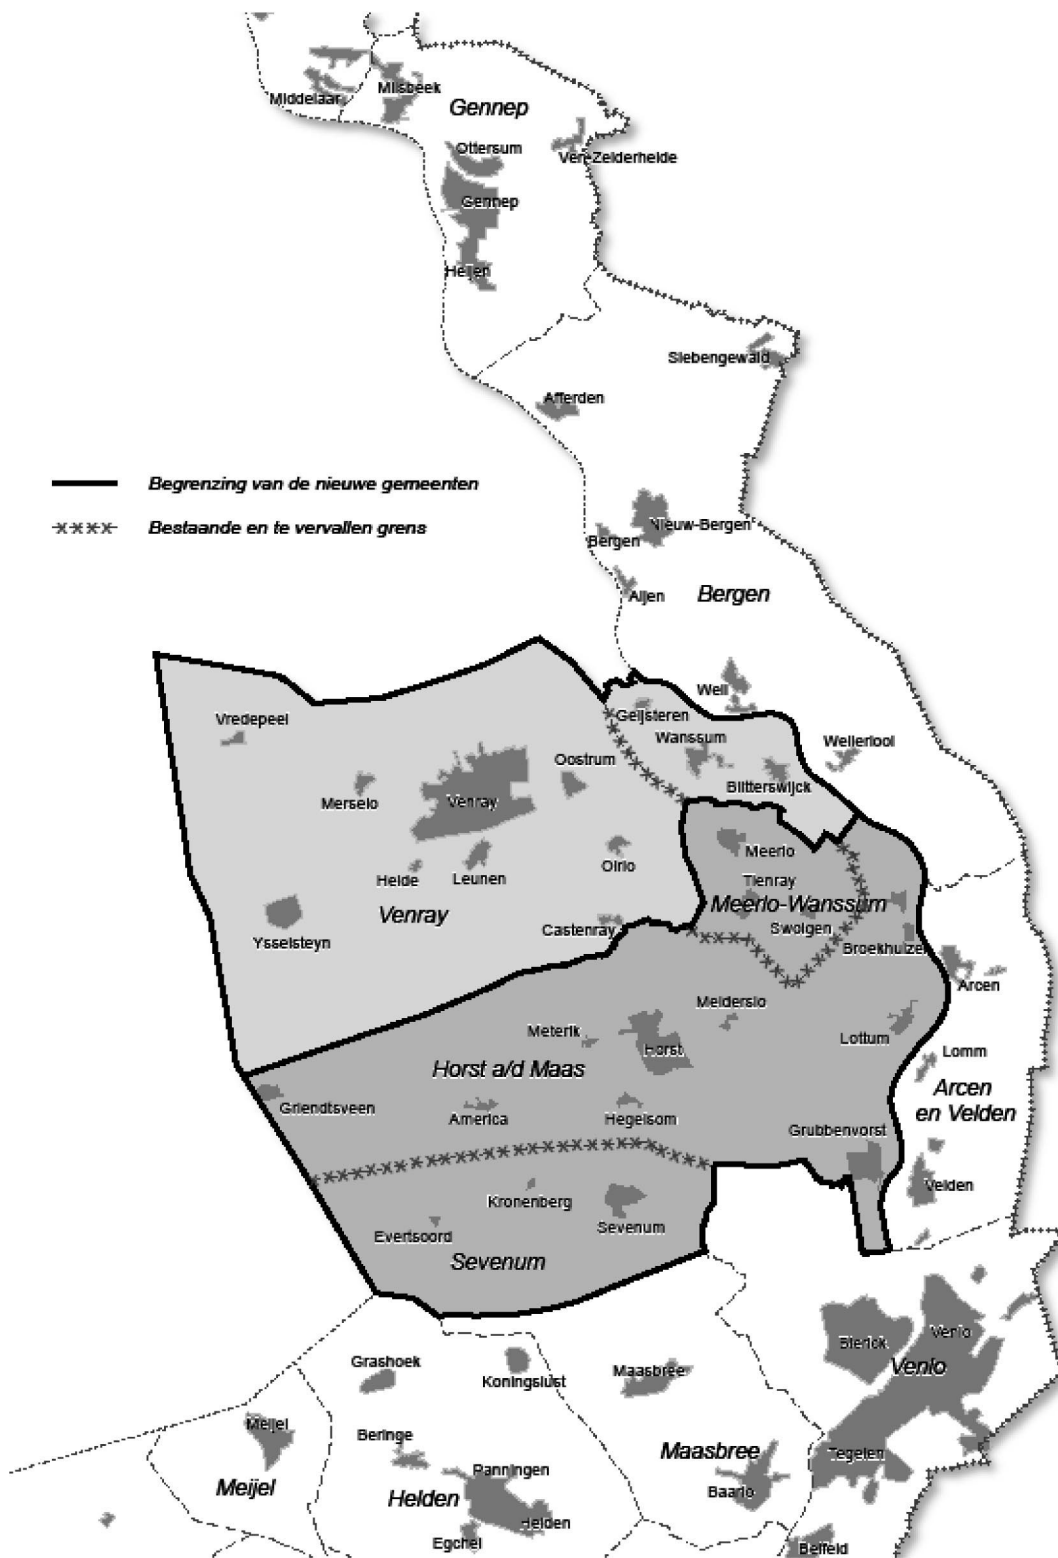 Middelaar
Milsbeek
Gennep
Ottersum
Ven-Zelderheide
Gennep
Heijen
Siebengewald
Afferden
Begrenzing van de nieuwe gemeenten
Bestaande en te vervallen grens
Nieuw-Bergen
Bergen
Aijen
Bergen
Well
Geijsteren
Vredepeel
Wanssum
Wellerlooi
Oostrum
Blitterswijck
Merselo
Venray
Meerlo
Oirlo
Heide
Leunen
Tienray
Meerlo-Wanssum
Venray
Swolgen
Castenray
Ysselsteyn
Broekhuizen
Arcen
Melderslo
Meterik
Lottum
Horst
Lomm
Horst a/d Maas
Arcen
en Velden
Griendtsveen
America
Hegelsom
Grubbenvorst
Velden
Kronenberg
Sevenum
Evertsoord
Sevenum
Blerick
Venlo
Grashoek
Venlo
Maasbree
Koningslust
Meijel
Beringe
Maasbree
Tegelen
Panningen
Meijel
Helden
Baarlo
Helden
Egchel
Belfeld